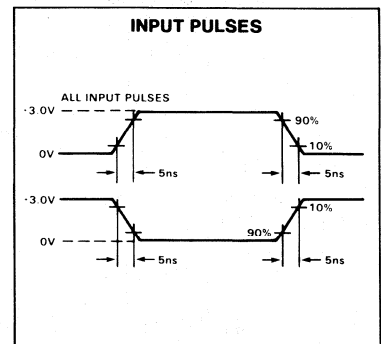 INPUT PULSES
ALL INPUT PULSES
·3.0V
90%
10%
0V
5ns
5ns
·3.0V
10%
90%
0V
5ns
5ns